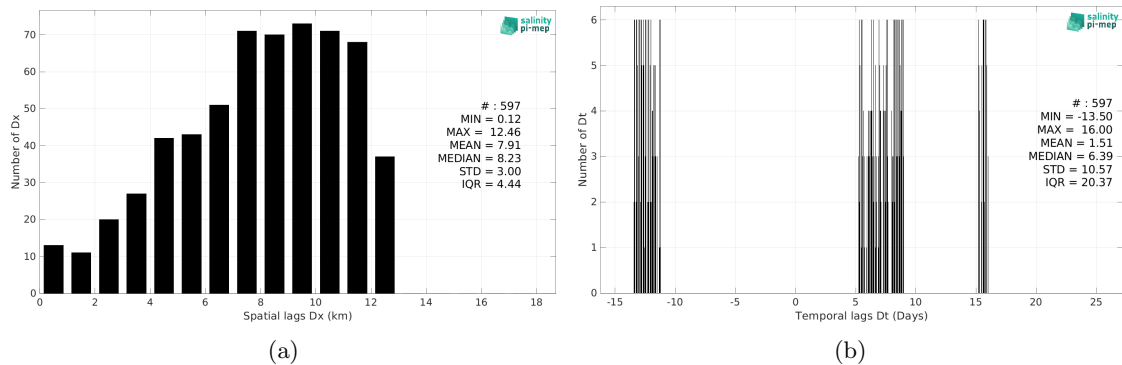 salinity
pi-mep
70
60
50
40
30
20
10
0
Number of Dx
# : 597
MIN = 0.12
MAX = 12.46
MEAN = 7.91
MEDIAN = 8.23
STD = 3.00
IQR = 4.44
0 2 4 6 8 10 12 14 16 18
Spatial lags Dx (km)
(a)
salinity
pi-mep
6
5
4
3
2
1
0
Number of Dt
# : 597
MIN = -13.50
MAX = 16.00
MEAN = 1.51
MEDIAN = 6.39
STD = 10.57
IQR = 20.37
-15 -10 -5 0 5 10 15 20 25
Temporal lags Dt (Days)
(b)